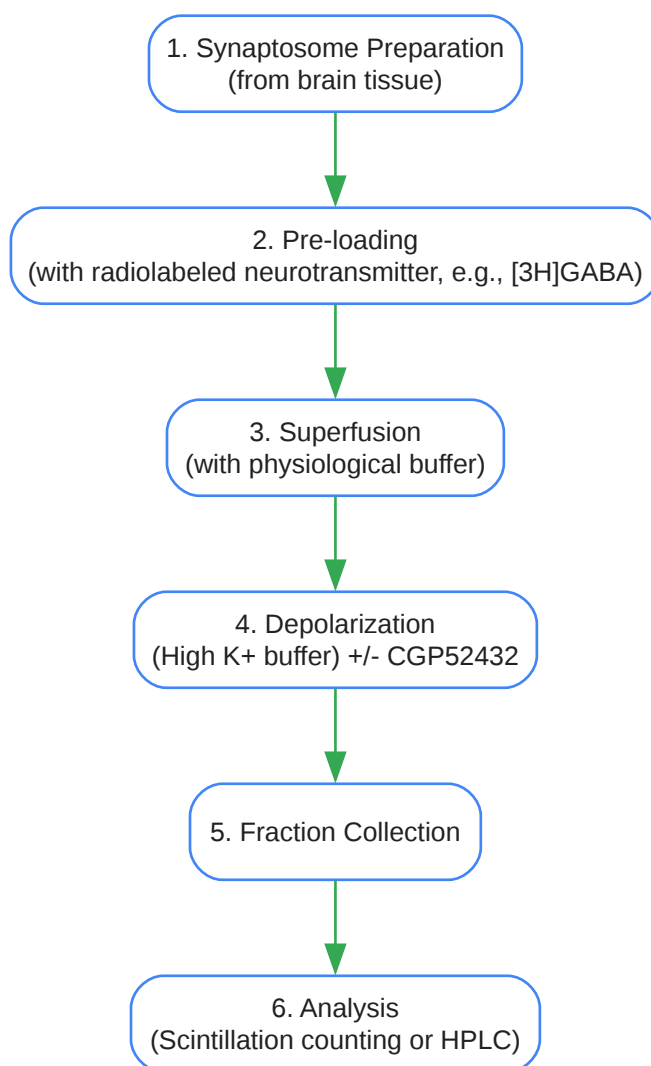 1. Synaptosome Preparation
(from brain tissue)
2. Pre-loading
(with radiolabeled neurotransmitter, e.g., [3H]GABA)
3. Superfusion
(with physiological buffer)
4. Depolarization
(High K+ buffer) +/- CGP52432
5. Fraction Collection
6. Analysis
(Scintillation counting or HPLC)